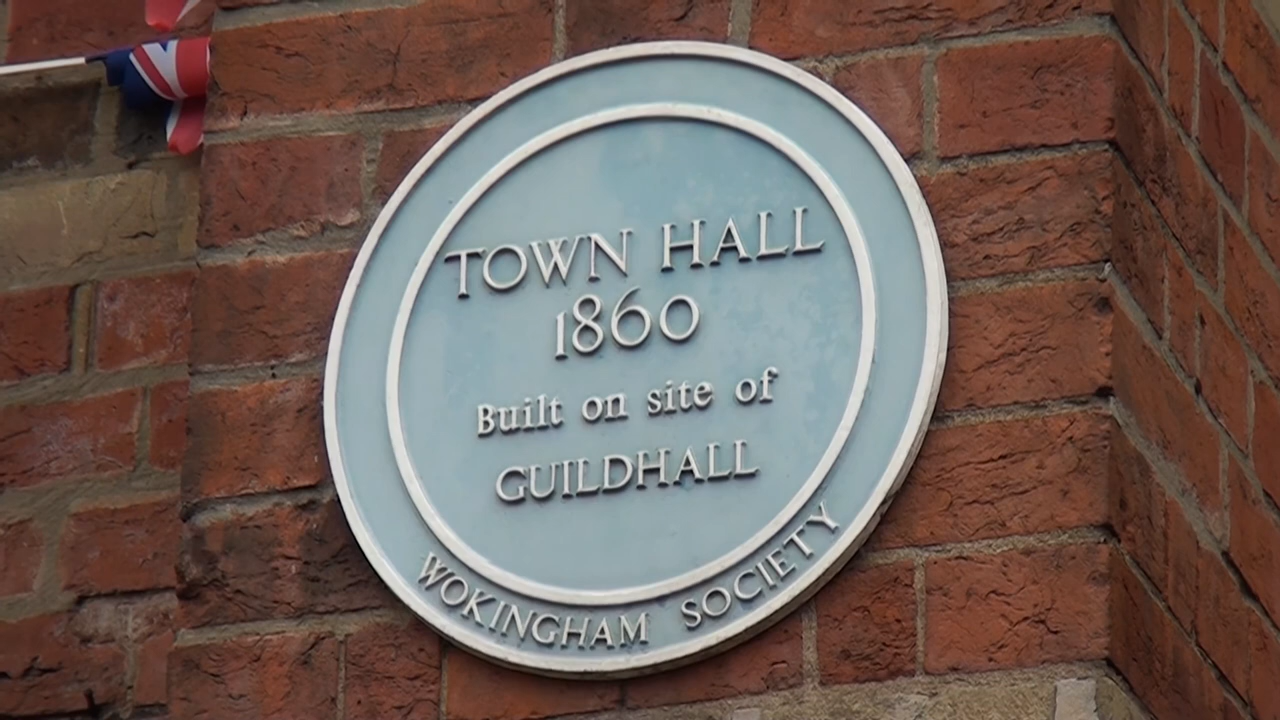 TOWN HALL
1860
Built on site of
GUILDHALL
WOKINGHAM SOCIETY